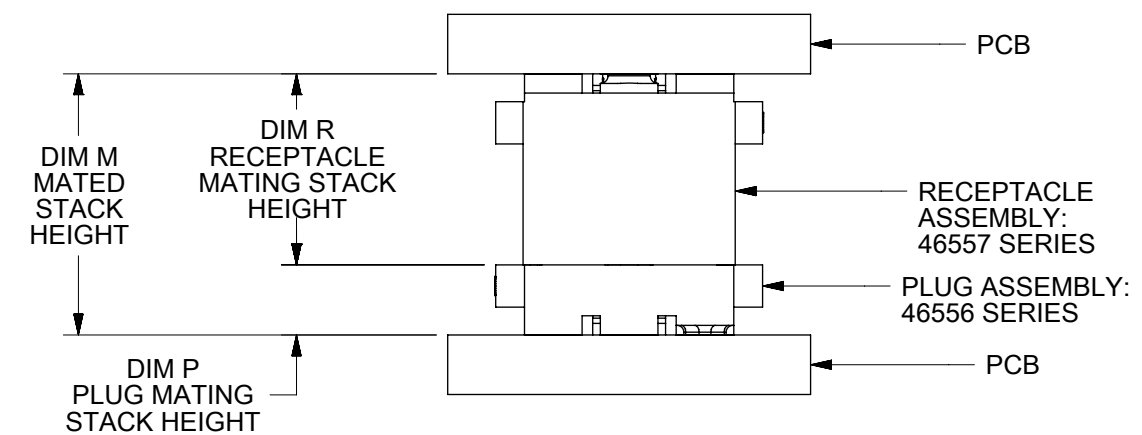 PCB
DIM M
MATED
STACK
HEIGHT
DIM R
RECEPTACLE
MATING STACK
HEIGHT
RECEPTACLE
ASSEMBLY:
46557 SERIES
PLUG ASSEMBLY:
46556 SERIES
DIM P
PLUG MATING
STACK HEIGHT
PCB